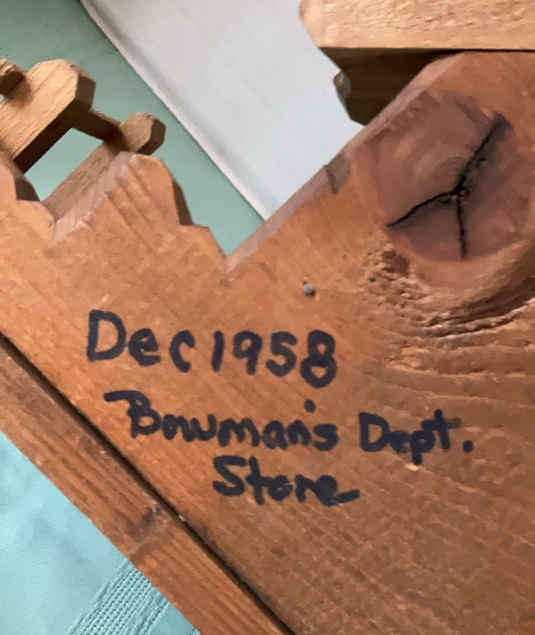 Dec 1958
Bowman's Dept.
Store